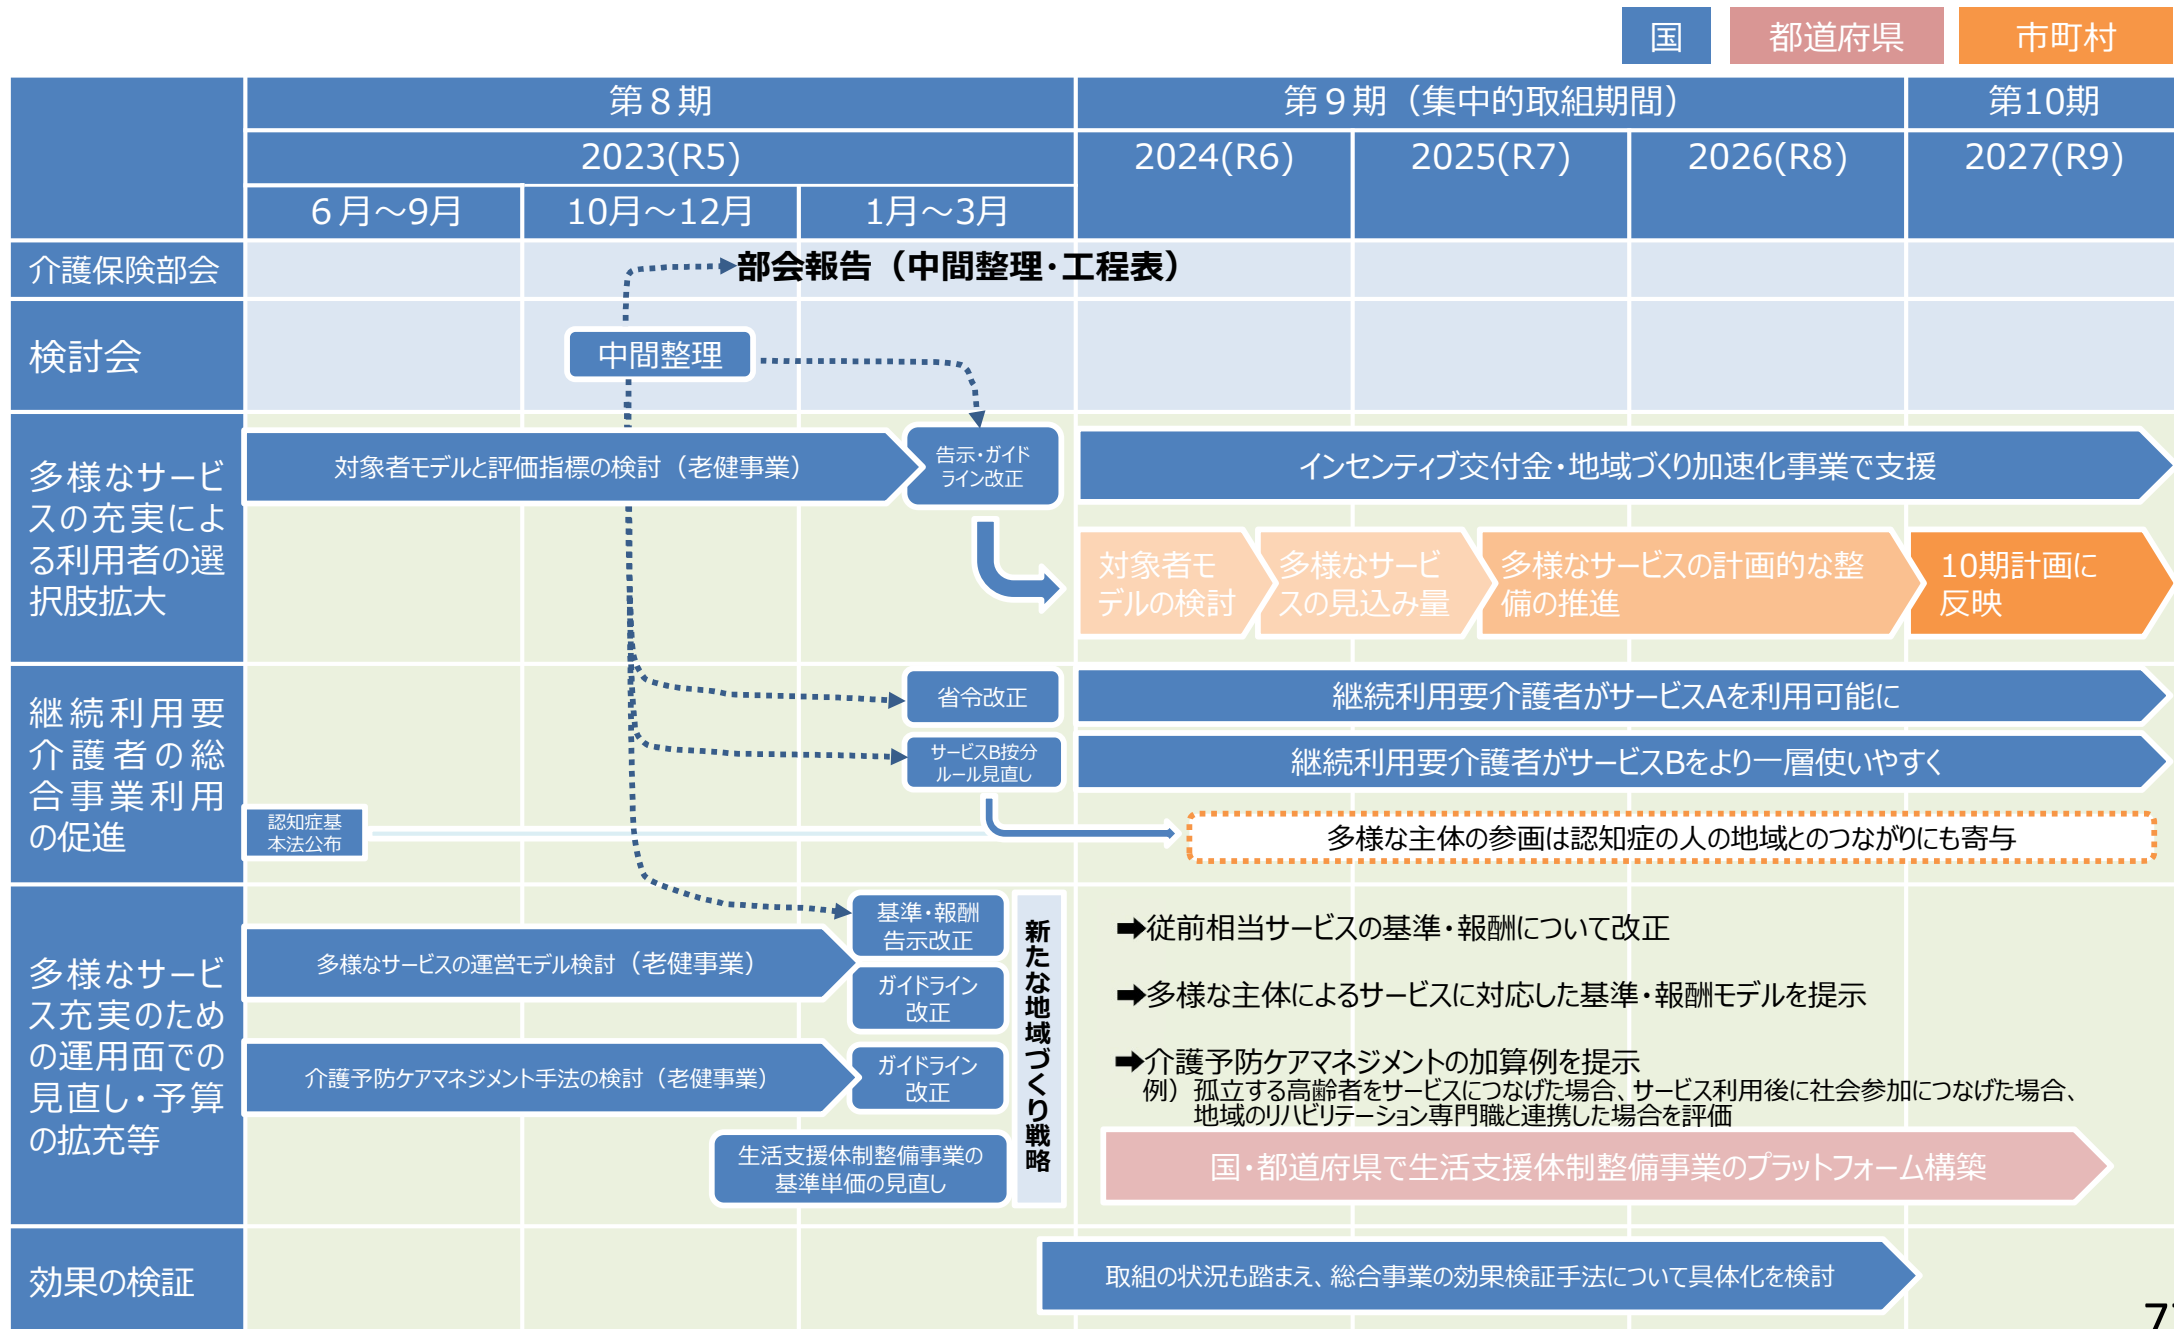 国
都道府県
市町村
第８期
第９期（集中的取組期間）
第10期
2023(R5)
2024(R6)
2025(R7)
2026(R8)
2027(R9)
６月～9月
10月～12月
1月～3月
介護保険部会
部会報告（中間整理・工程表）
検討会
中間整理
多様なサービ
スの充実によ
る利用者の選
択肢拡大
対象者モデルと評価指標の検討（老健事業）
告示・ガイド
ライン改正
インセンティブ交付金・地域づくり加速化事業で支援
対象者モ
デルの検討
多様なサービ
スの見込み量
多様なサービスの計画的な整
備の推進
10期計画に
反映
継続利用要
介護者の総
合事業利用
の促進
省令改正
継続利用要介護者がサービスAを利用可能に
サービスB按分
ルール見直し
継続利用要介護者がサービスBをより一層使いやすく
認知症基
本法公布
多様な主体の参画は認知症の人の地域とのつながりにも寄与
多様なサービ
ス充実のため
の運用面での
見直し・予算
の拡充等
多様なサービスの運営モデル検討（老健事業）
基準・報酬
告示改正
ガイドライン
改正
介護予防ケアマネジメント手法の検討（老健事業）
ガイドライン
改正
生活支援体制整備事業の
基準単価の見直し
新たな地域づくり戦略
➡従前相当サービスの基準・報酬について改正
➡多様な主体によるサービスに対応した基準・報酬モデルを提示
➡介護予防ケアマネジメントの加算例を提示
例）孤立する高齢者をサービスにつなげた場合、サービス利用後に社会参加につなげた場合、
地域のリハビリテーション専門職と連携した場合を評価
国・都道府県で生活支援体制整備事業のプラットフォーム構築
効果の検証
取組の状況も踏まえ、総合事業の効果検証手法について具体化を検討